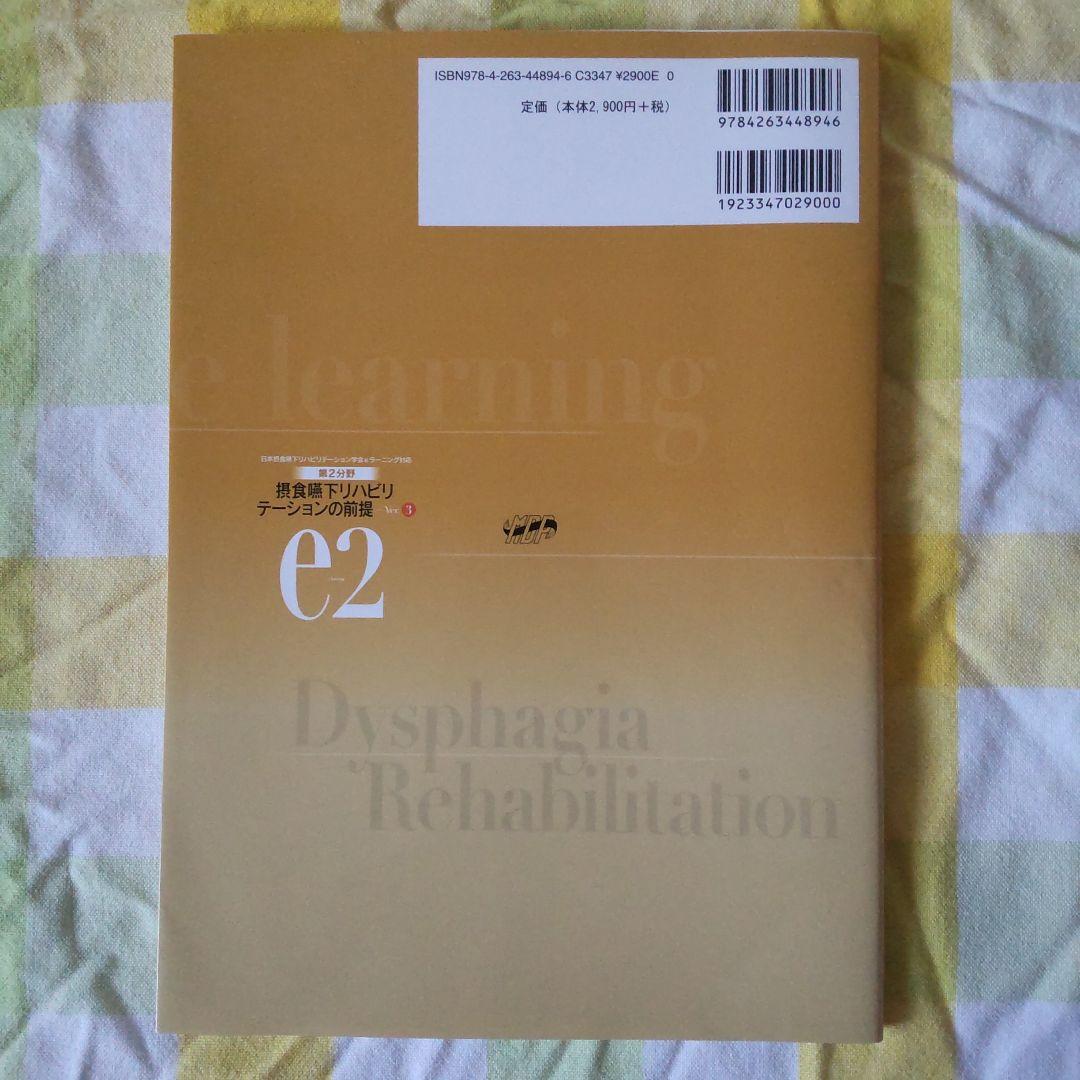 ISBN978-4-263-44894-6 C3347 ¥2900E 0
定価（本体2,900円＋税）
9784263448946
1923347029000
e-learning
日本摂食嚥下リハビリテーション学会eラーニング対応
第2分野
摂食嚥下リハビリ
テーションの前提 Ver. 3
e2
MDP
Dysphagia
Rehabilitation